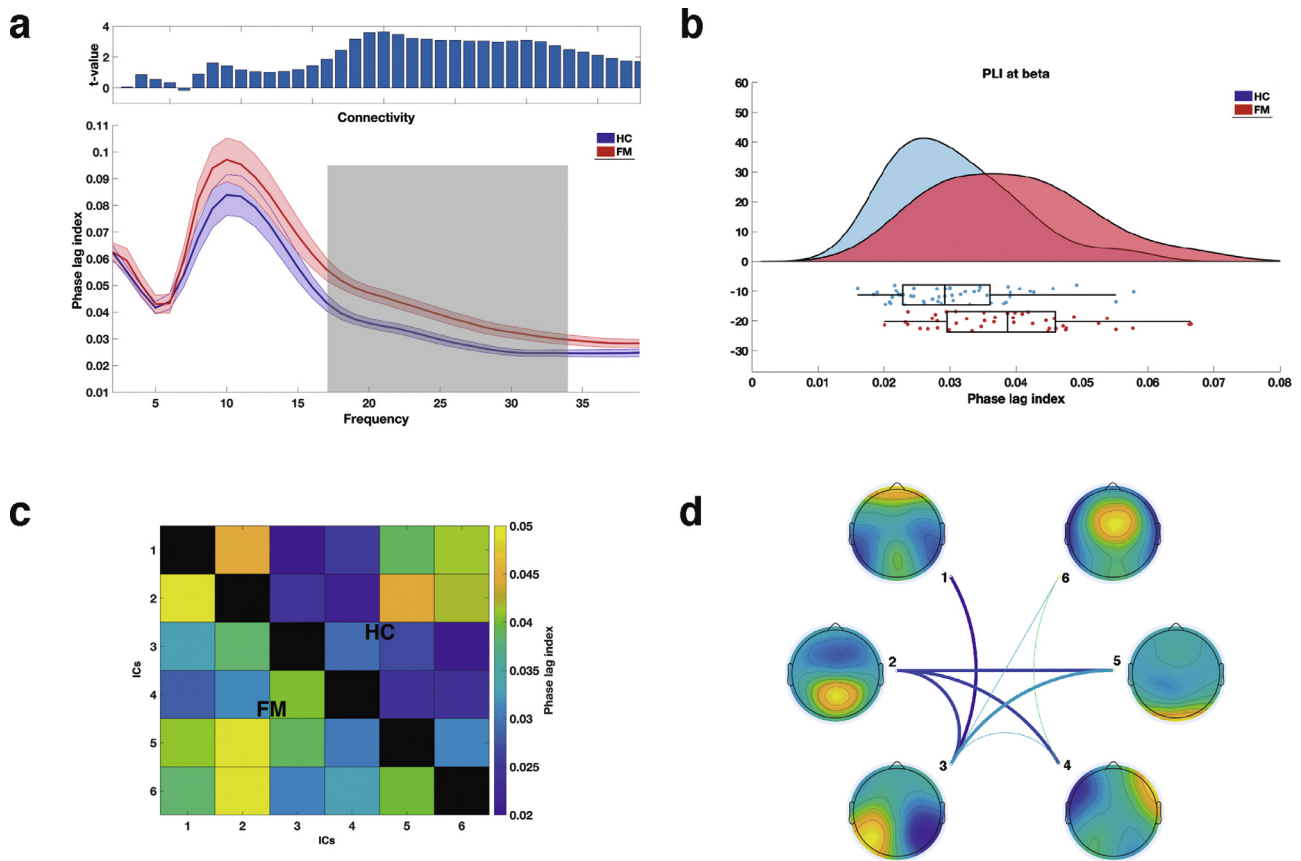 a
4
2
0
t-value
Connectivity
0.11
0.1
0.09
0.08
0.07
0.06
0.05
0.04
0.03
0.02
0.01
Phase lag index
HC
FM
5 10 15 20 25 30 35
Frequency
b
PLI at beta
60
50
40
30
20
10
0
-10
-20
-30
HC
FM
0 0.01 0.02 0.03 0.04 0.05 0.06 0.07 0.08
Phase lag index
c
1
2
3
4
5
6
ICs
HC
FM
1 2 3 4 5 6
ICs
0.05
0.045
0.04
0.035
0.03
0.025
0.02
Phase lag index
d
1 6
2 5
3 4